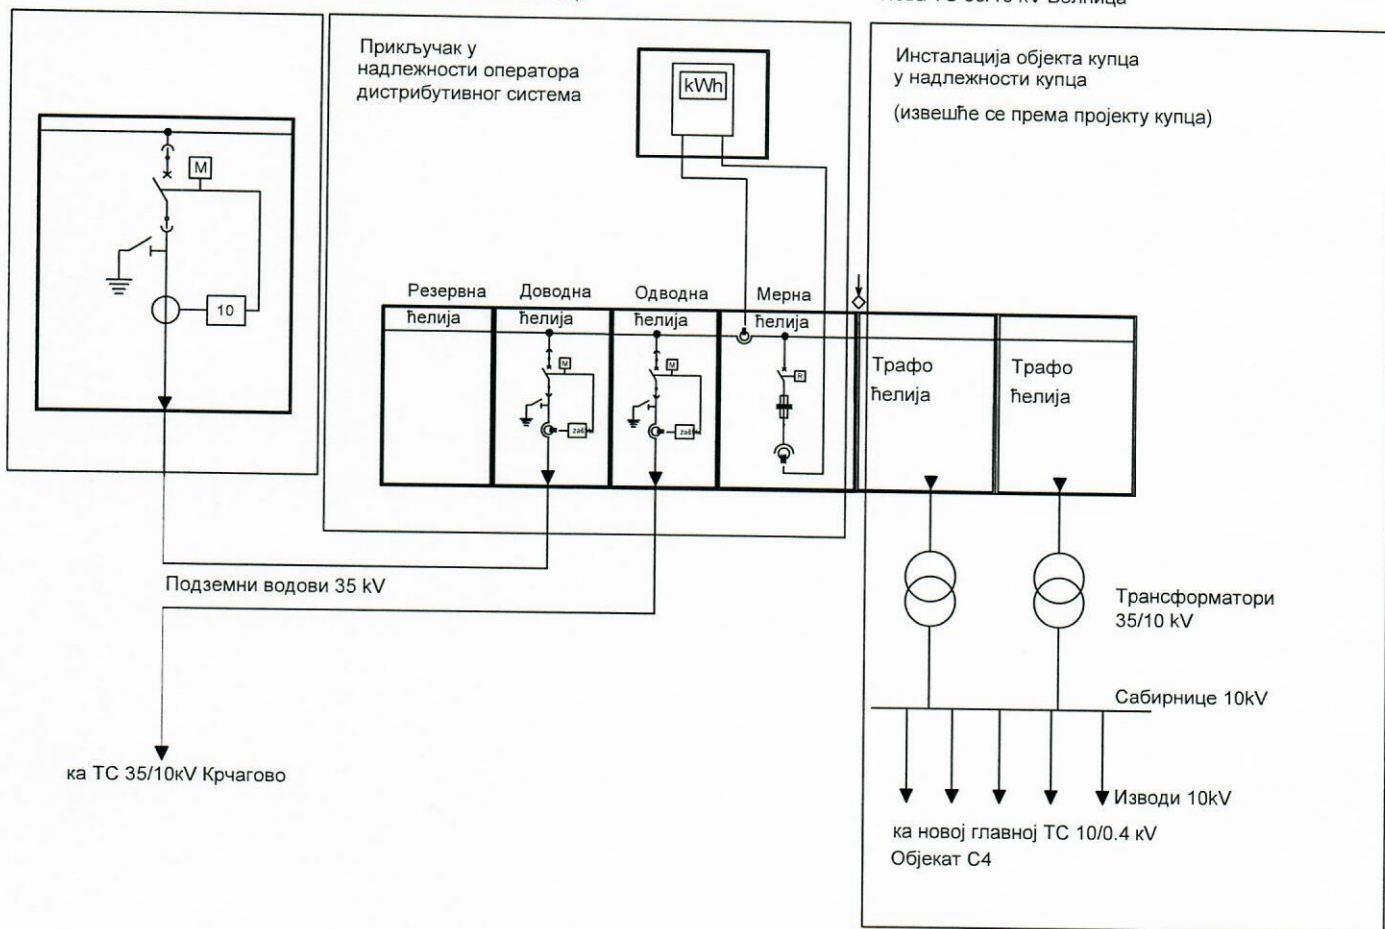 Прикључак у
надлежности оператора
дистрибутивног система
kWh
Инсталација објекта купца
у надлежности купца
(извешће се према пројекту купца)
M
10
Резервна
ћелија
Доводна
ћелија
Одводна
ћелија
Мерна
ћелија
M
M
R
Трафо
ћелија
Трафо
ћелија
Подземни водови 35 kV
Трансформатори
35/10 kV
Сабирнице 10kV
Изводи 10kV
ка ТС 35/10кV Крчагово
ка новој главној ТС 10/0.4 кV
Објекат С4